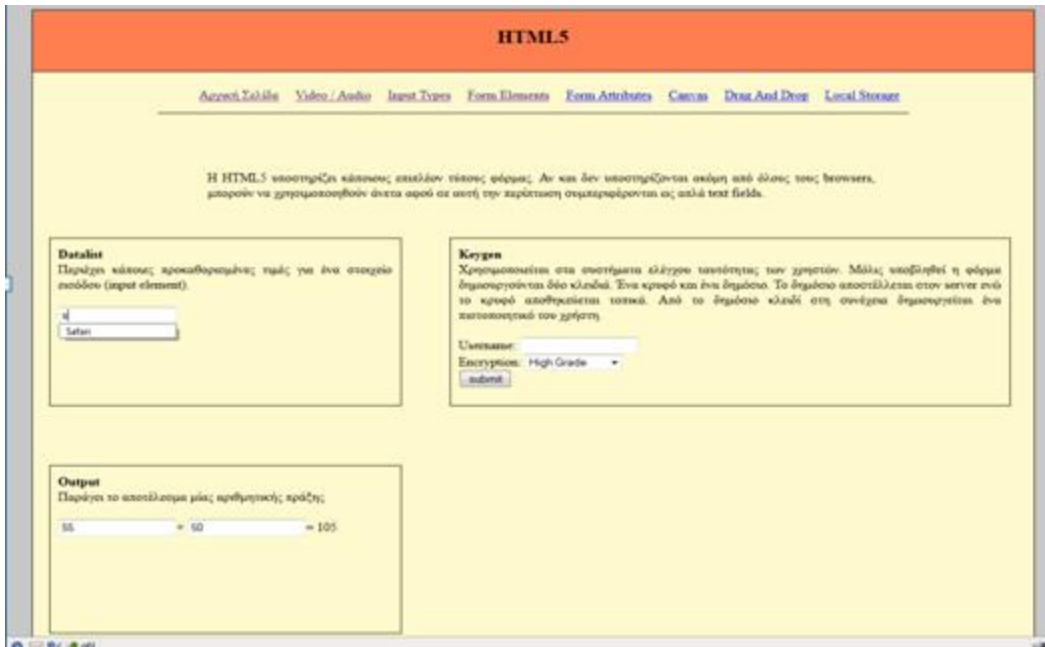 HTML5
Αρχική Σελίδα Video / Audio Input Types Form Elements Form Attributes Canvas Drag And Drop Local Storage
Η HTML5 υποστηρίζει κάποιους επιπλέον τύπους φόρμας. Αν και δεν υποστηρίζονται ακόμη από όλους τους browsers,
μπορούν να χρησιμοποιηθούν άνετα αφού σε αυτή την περίπτωση συμπεριφέρονται ως απλά text fields.
Datalist
Περιέχει κάποιες προκαθορισμένες τιμές για ένα στοιχείο
εισόδου (input element).
s
Safari
Keygen
Χρησιμοποιείται στα συστήματα ελέγχου ταυτότητας των χρηστών. Μόλις υποβληθεί η φόρμα
δημιουργούνται δύο κλειδιά. Ένα κρυφό και ένα δημόσιο. Το δημόσιο αποστέλλεται στον server ενώ
το κρυφό αποθηκεύεται τοπικά. Από το δημόσιο κλειδί στη συνέχεια δημιουργείται ένα
πιστοποιητικό του χρήστη.
Username:
Encryption: High Grade
submit
Output
Παράγει το αποτέλεσμα μίας αριθμητικής πράξης
55 + 50 = 105